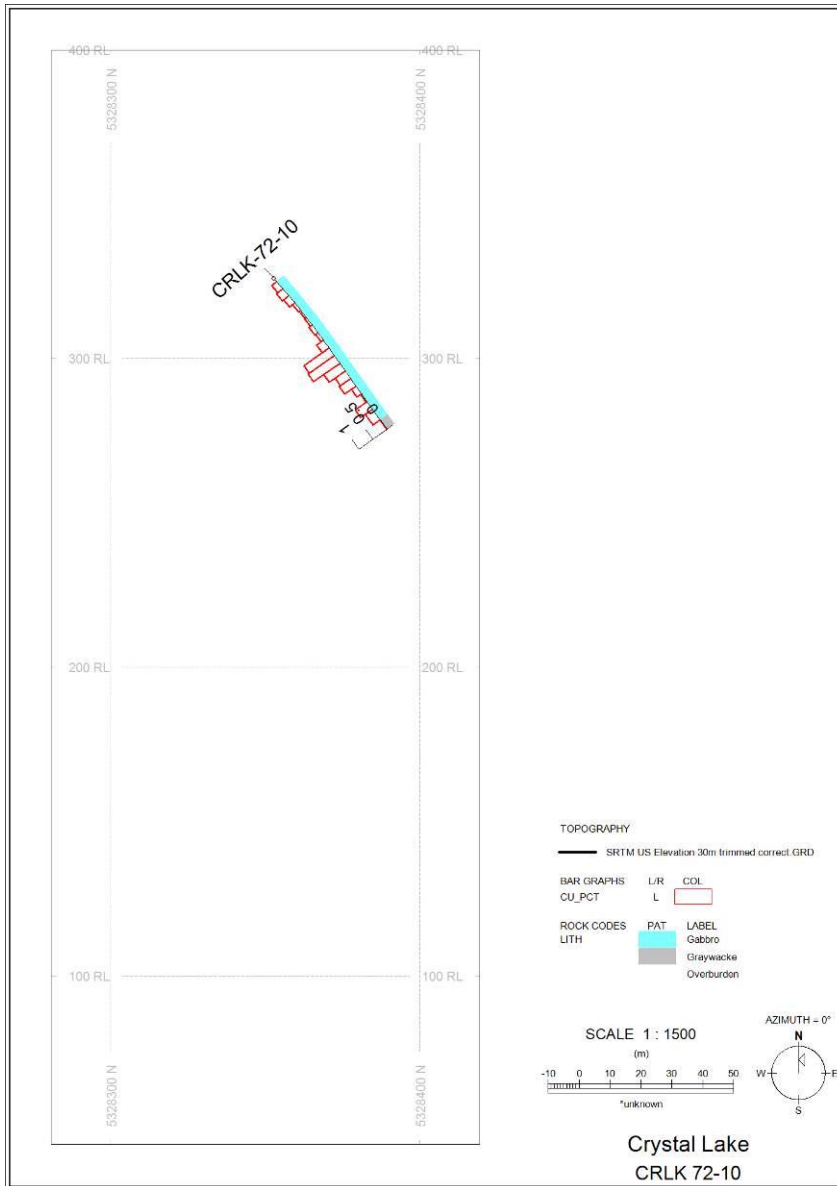 400 RL 400 RL
5328300 N 5328400 N
CRLK-72-10
300 RL 300 RL
0
0.5
1
200 RL 200 RL
100 RL 100 RL
5328300 N 5328400 N
TOPOGRAPHY
SRTM US Elevation 30m trimmed correct.GRD
BAR GRAPHS L/R COL
CU_PCT L
ROCK CODES PAT LABEL
LITH Gabbro
Graywacke
Overburden
SCALE 1 : 1500
(m)
-10 0 10 20 30 40 50
*unknown
AZIMUTH = 0°
N
W E
S
Crystal Lake
CRLK 72-10